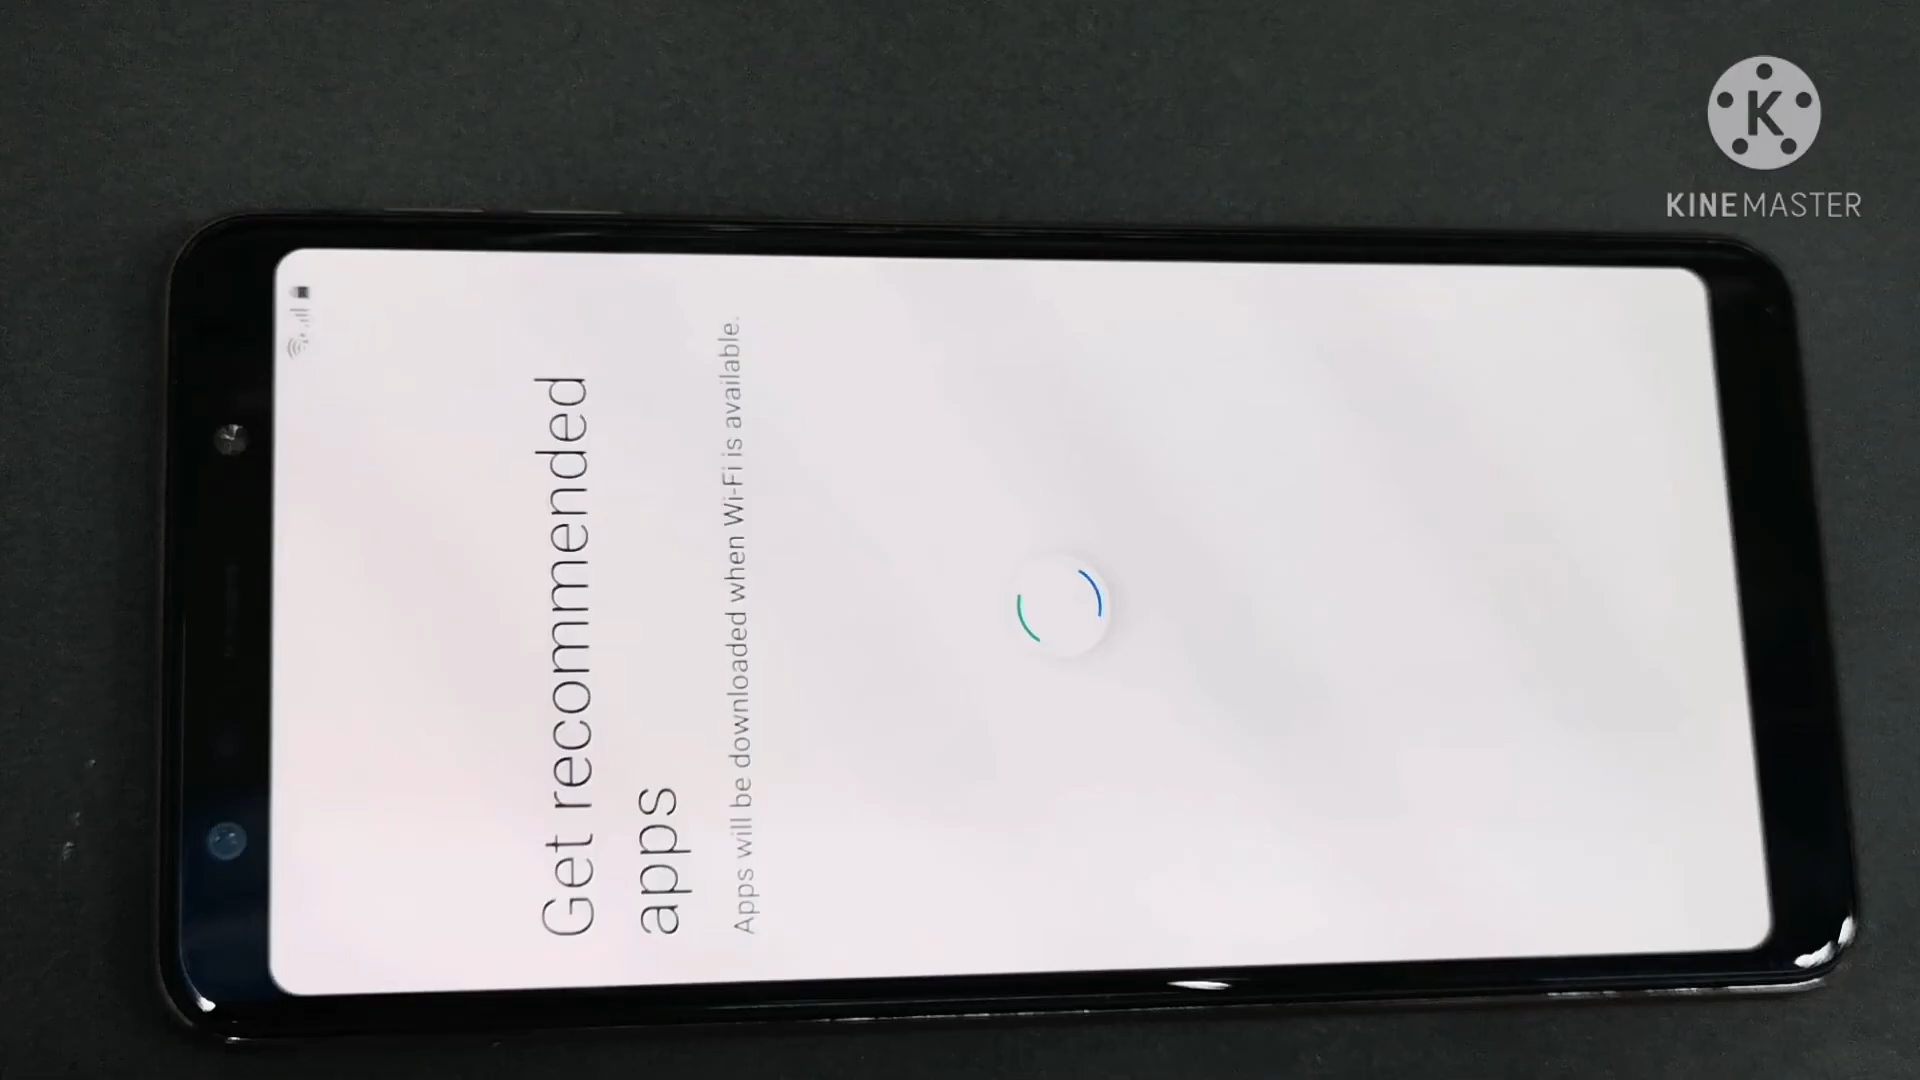 K
KINEMASTER
Get recommended
apps
Apps will be downloaded when Wi-Fi is available.